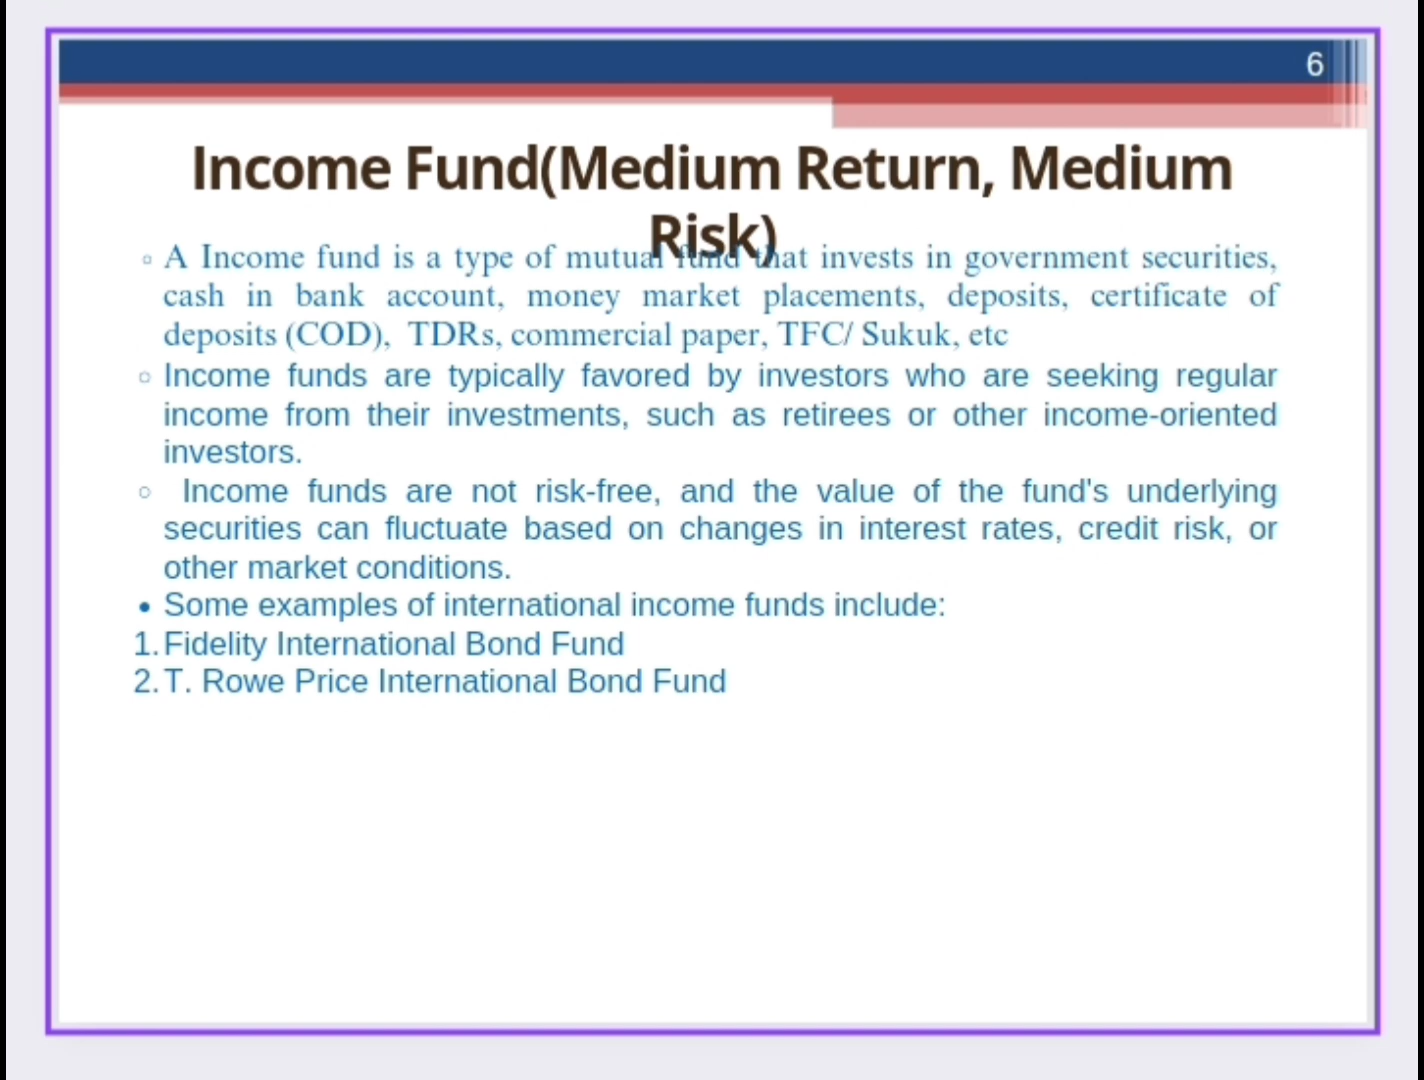 6
Income Fund(Medium Return, Medium
Risk)
▫ A Income fund is a type of mutual fund that invests in government securities,
cash in bank account, money market placements, deposits, certificate of
deposits (COD), TDRs, commercial paper, TFC/ Sukuk, etc
○ Income funds are typically favored by investors who are seeking regular
income from their investments, such as retirees or other income-oriented
investors.
○ Income funds are not risk-free, and the value of the fund's underlying
securities can fluctuate based on changes in interest rates, credit risk, or
other market conditions.
• Some examples of international income funds include:
1. Fidelity International Bond Fund
2. T. Rowe Price International Bond Fund